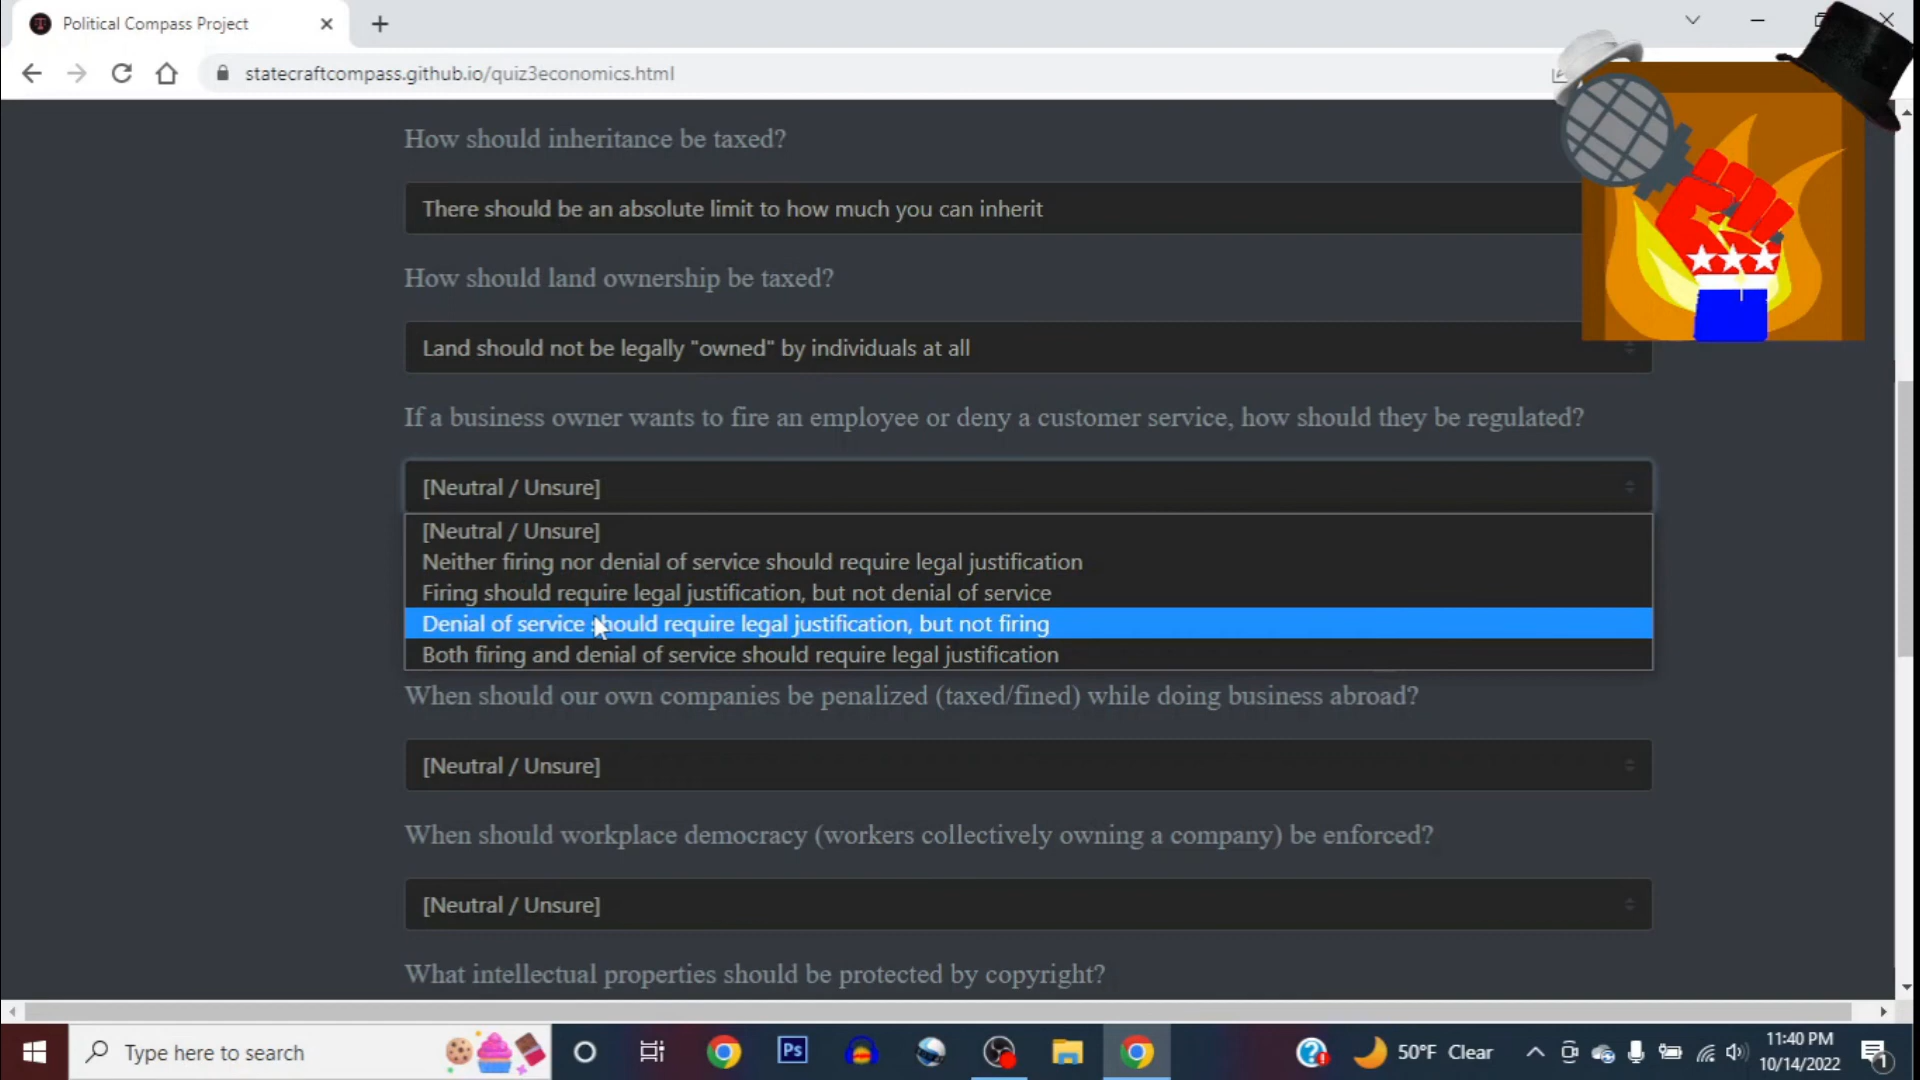 Political Compass Project
statecraftcompass.github.io/quiz3economics.html
How should inheritance be taxed?
There should be an absolute limit to how much you can inherit
How should land ownership be taxed?
Land should not be legally "owned" by individuals at all
If a business owner wants to fire an employee or deny a customer service, how should they be regulated?
[Neutral / Unsure]
[Neutral / Unsure]
Neither firing nor denial of service should require legal justification
Firing should require legal justification, but not denial of service
Denial of service should require legal justification, but not firing
Both firing and denial of service should require legal justification
When should our own companies be penalized (taxed/fined) while doing business abroad?
[Neutral / Unsure]
When should workplace democracy (workers collectively owning a company) be enforced?
[Neutral / Unsure]
What intellectual properties should be protected by copyright?
Type here to search
Ps
50°F Clear
11:40 PM
10/14/2022
1